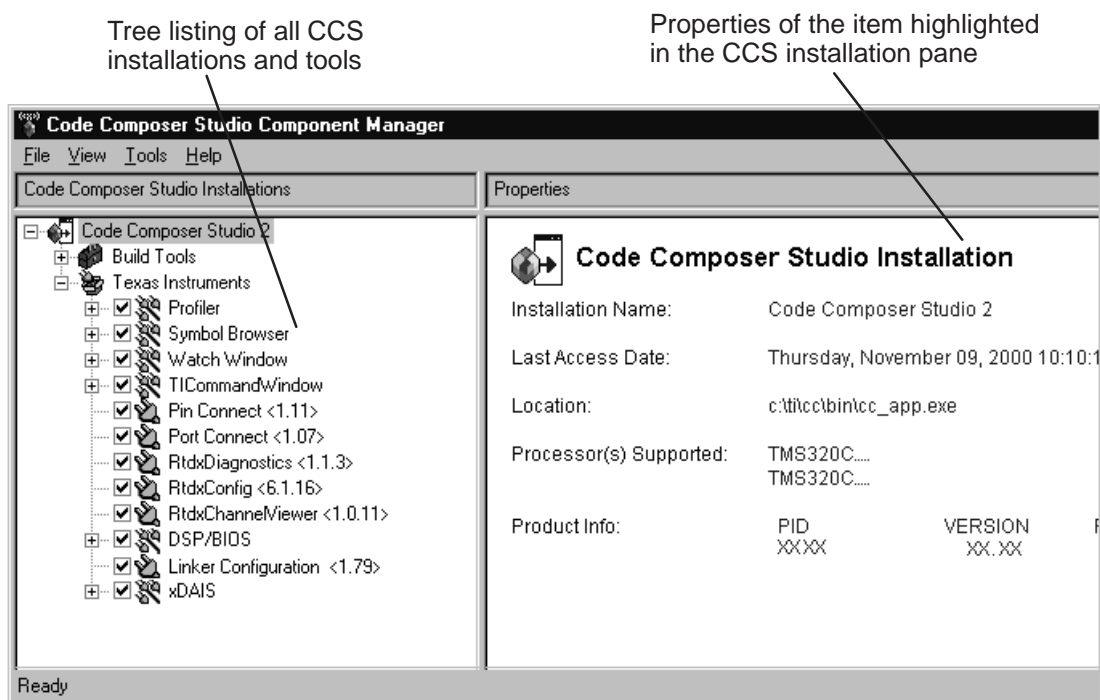 Tree listing of all CCS
installations and tools
Properties of the item highlighted
in the CCS installation pane
Code Composer Studio Component Manager
File View Tools Help
Code Composer Studio Installations
Properties
Code Composer Studio 2
Build Tools
Texas Instruments
Profiler
Symbol Browser
Watch Window
TICommandWindow
Pin Connect <1.11>
Port Connect <1.07>
RtdxDiagnostics <1.1.3>
RtdxConfig <6.1.16>
RtdxChannelViewer <1.0.11>
DSP/BIOS
Linker Configuration <1.79>
xDAIS
Code Composer Studio Installation
Installation Name: Code Composer Studio 2
Last Access Date: Thursday, November 09, 2000 10:10:1
Location: c:\ti\cc\bin\cc_app.exe
Processor(s) Supported: TMS320C....
TMS320C....
Product Info: PID VERSION
XXXX XX.XX
Ready